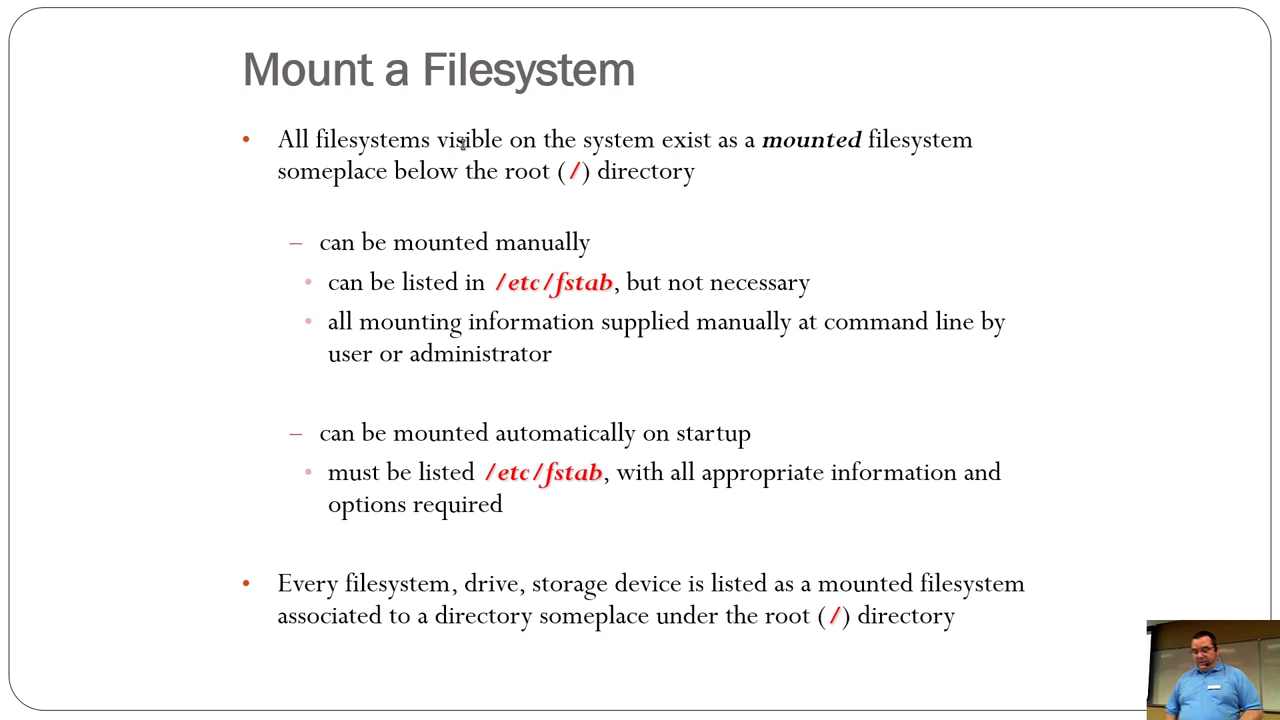 Mount a Filesystem
• All filesystems visible on the system exist as a mounted filesystem
someplace below the root (/) directory
– can be mounted manually
• can be listed in /etc/fstab, but not necessary
• all mounting information supplied manually at command line by
user or administrator
– can be mounted automatically on startup
• must be listed /etc/fstab, with all appropriate information and
options required
• Every filesystem, drive, storage device is listed as a mounted filesystem
associated to a directory someplace under the root (/) directory